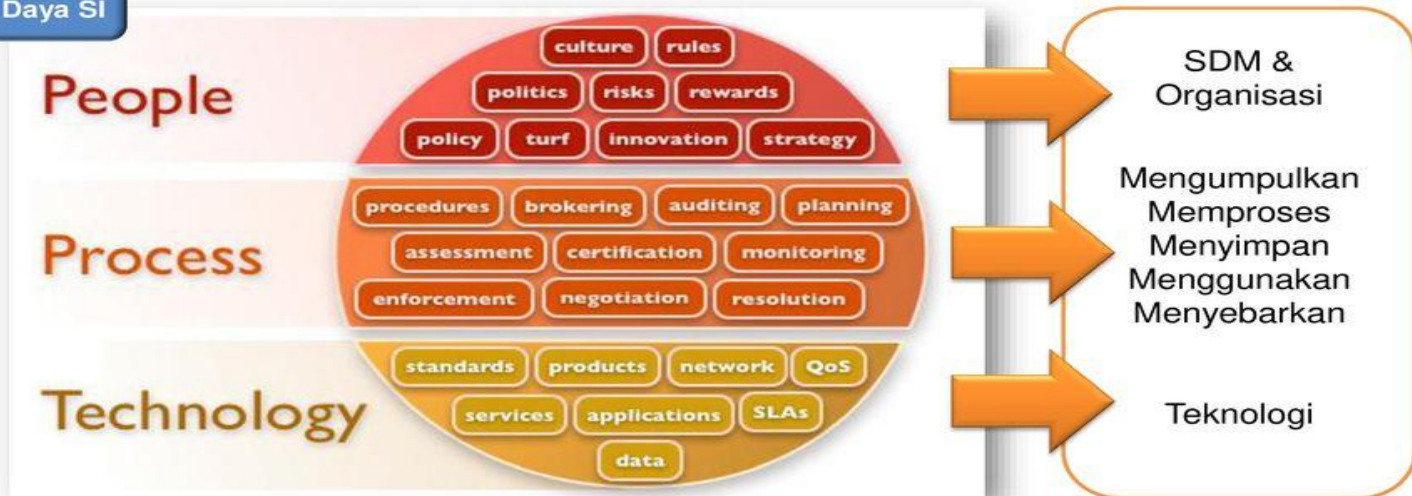 Daya SI
People
culture rules
politics risks rewards
policy turf innovation strategy
SDM &
Organisasi
Process
procedures brokering auditing planning
assessment certification monitoring
enforcement negotiation resolution
Mengumpulkan
Memproses
Menyimpan
Menggunakan
Menyebarkan
Technology
standards products network QoS
services applications SLAs
data
Teknologi